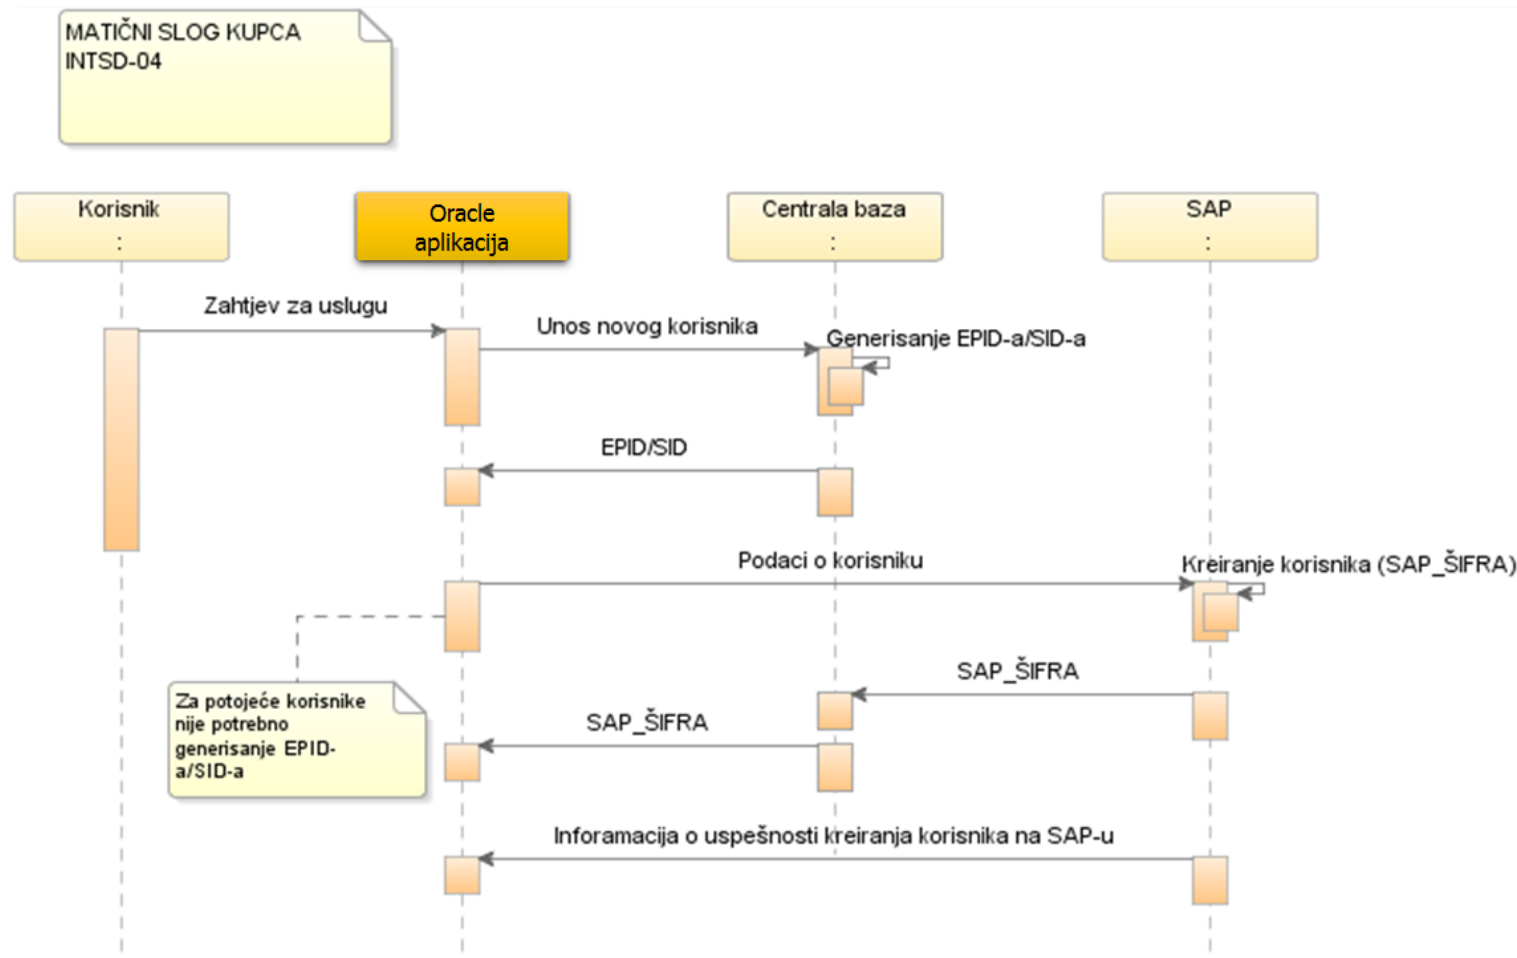 MATIČNI SLOG KUPCA
INTSD-04
Korisnik
:
Oracle
aplikacija
Centrala baza
:
SAP
:
Zahtjev za uslugu
Unos novog korisnika
Generisanje EPID-a/SID-a
EPID/SID
Podaci o korisniku
Kreiranje korisnika (SAP_ŠIFRA)
SAP_ŠIFRA
SAP_ŠIFRA
Za potojeće korisnike
nije potrebno
generisanje EPID-
a/SID-a
Inforamacija o uspešnosti kreiranja korisnika na SAP-u